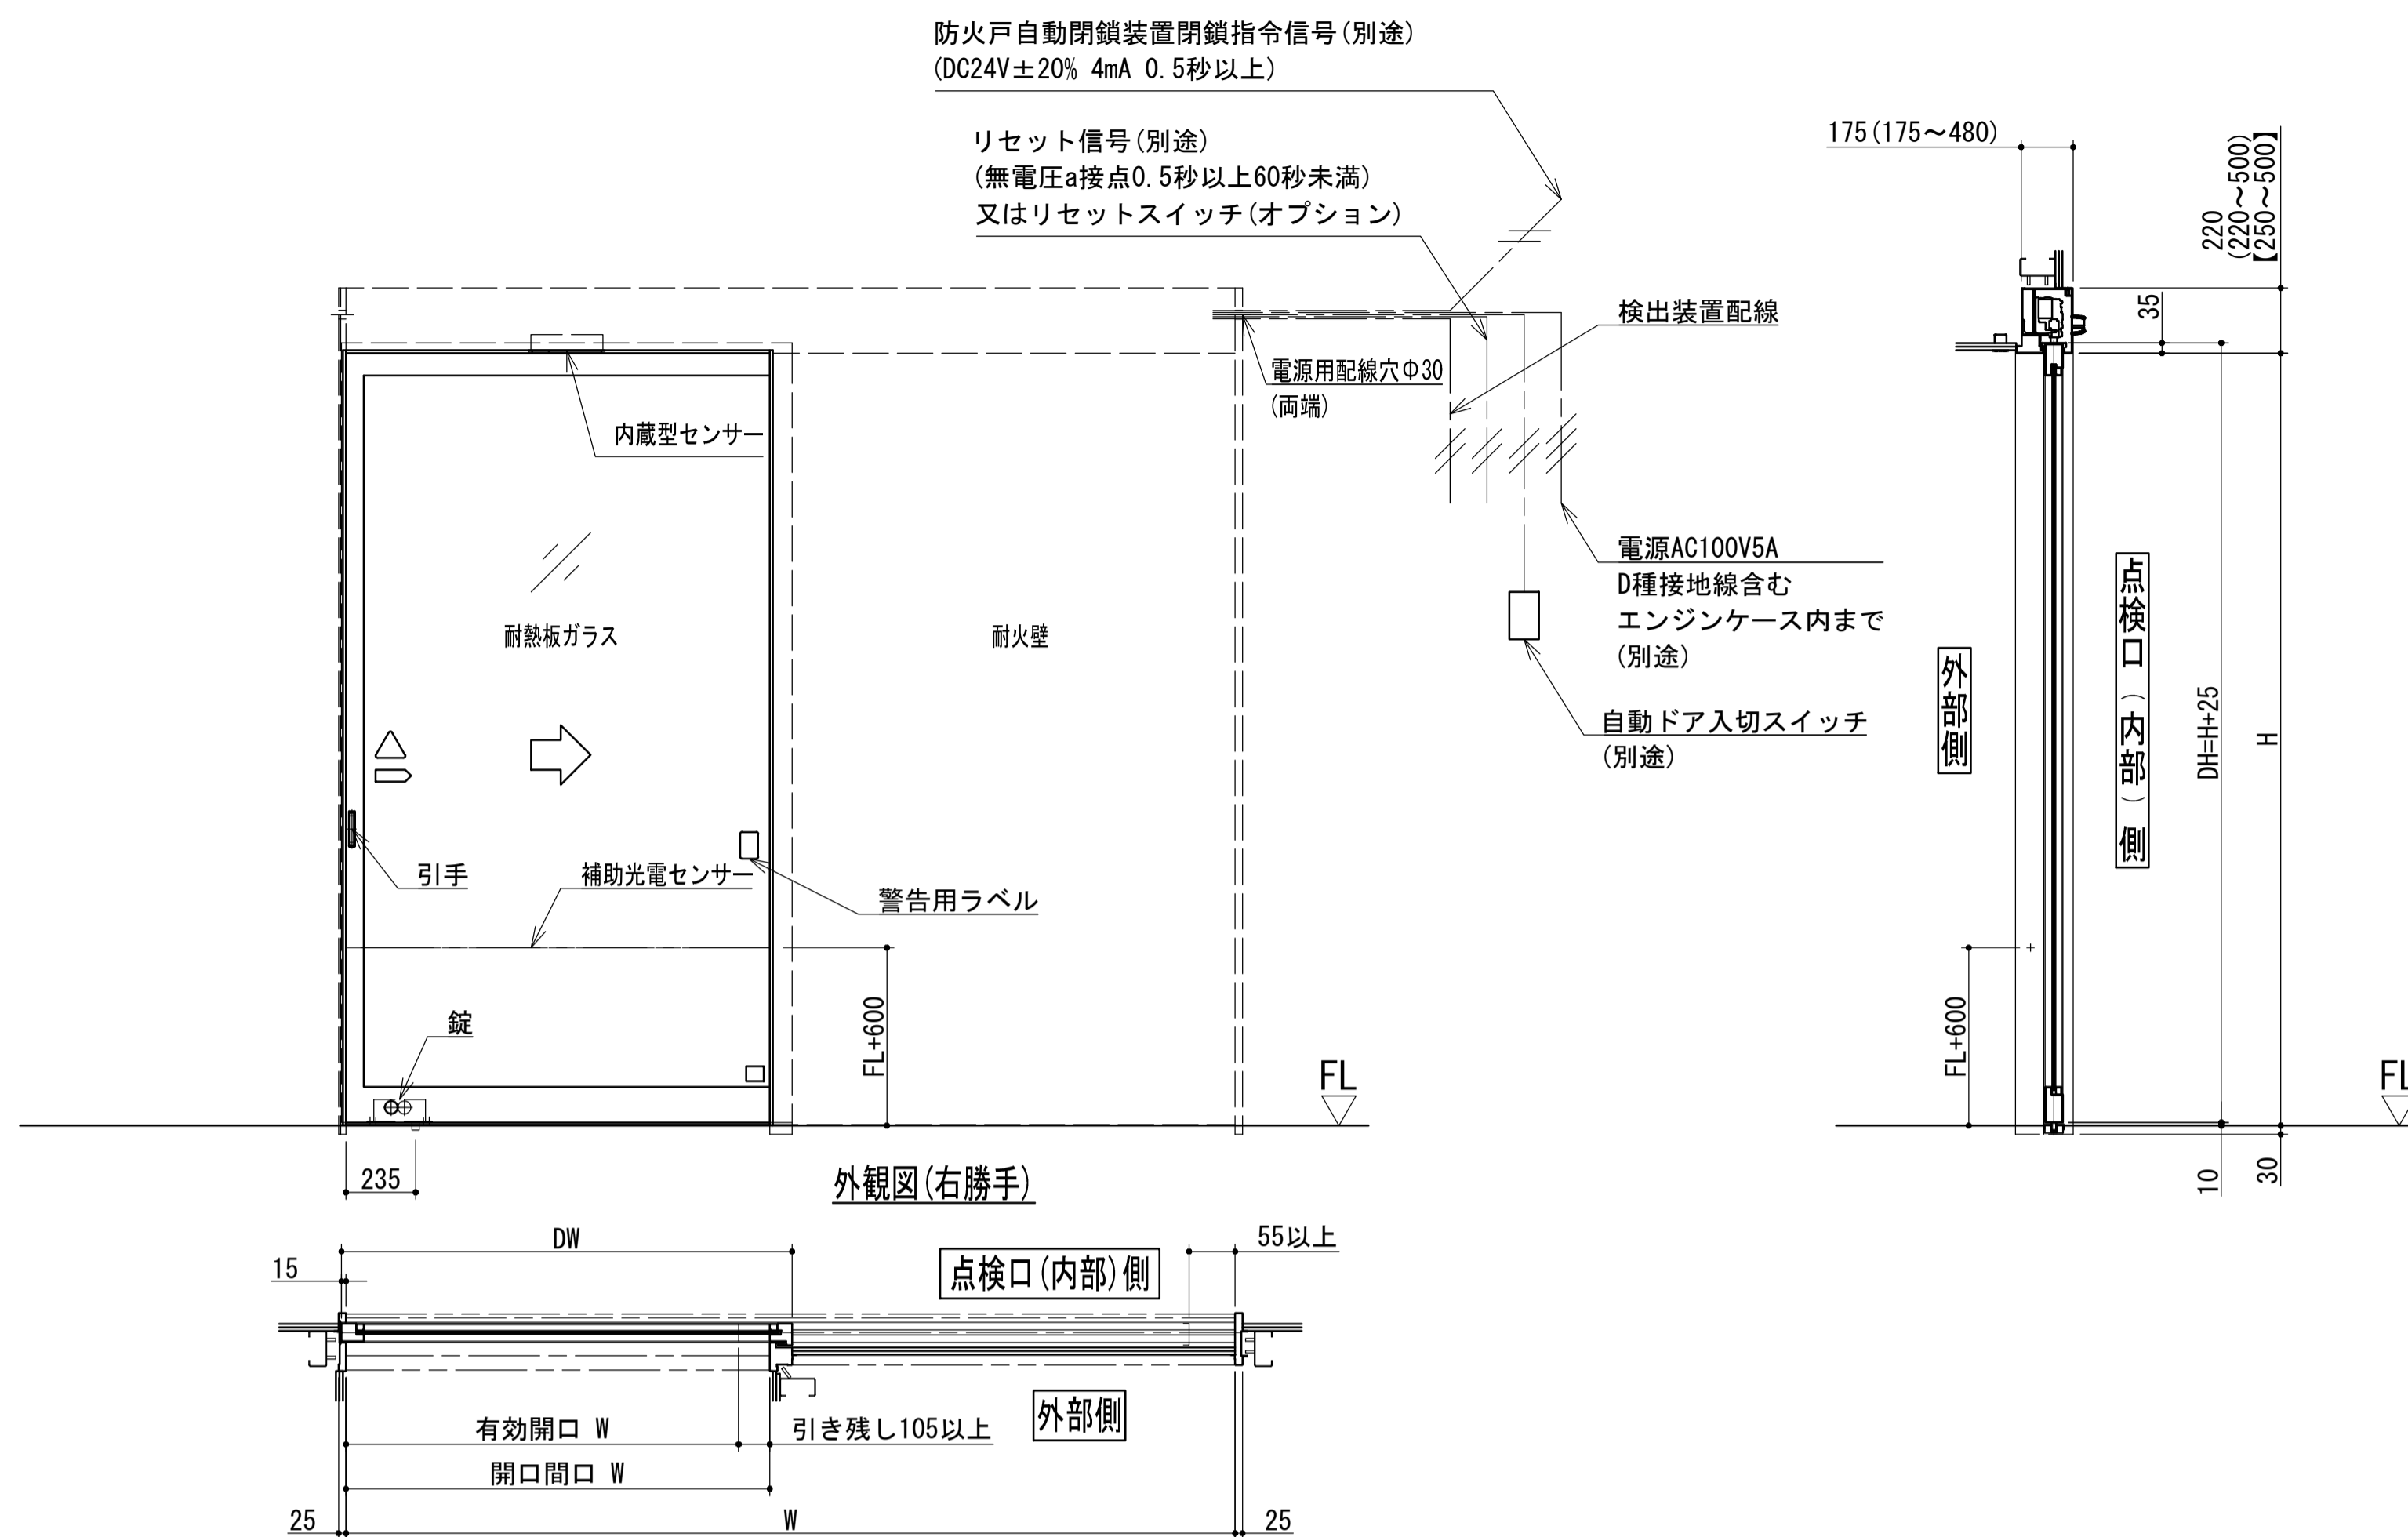 防火戸自動閉鎖装置閉鎖指令信号(別途)
(DC24V±20% 4mA 0.5秒以上)
リセット信号(別途)
(無電圧a接点0.5秒以上60秒未満)
又はリセットスイッチ(オプション)
検出装置配線
電源用配線穴Φ30
(両端)
内蔵型センサー
耐熱板ガラス
耐火壁
電源AC100V5A
D種接地線含む
エンジンケース内まで
(別途)
自動ドア入切スイッチ
(別途)
引手
補助光電センサー
警告用ラベル
錠
FL+600
FL
235
外観図(右勝手)
175(175～480)
220
(220～500)
【250～500】
35
外部側
点検口(内部)側
DH=H+25
H
FL+600
FL
10
30
DW
15
点検口(内部)側
55以上
外部側
有効開口 W
引き残し105以上
開口間口 W
25
W
25